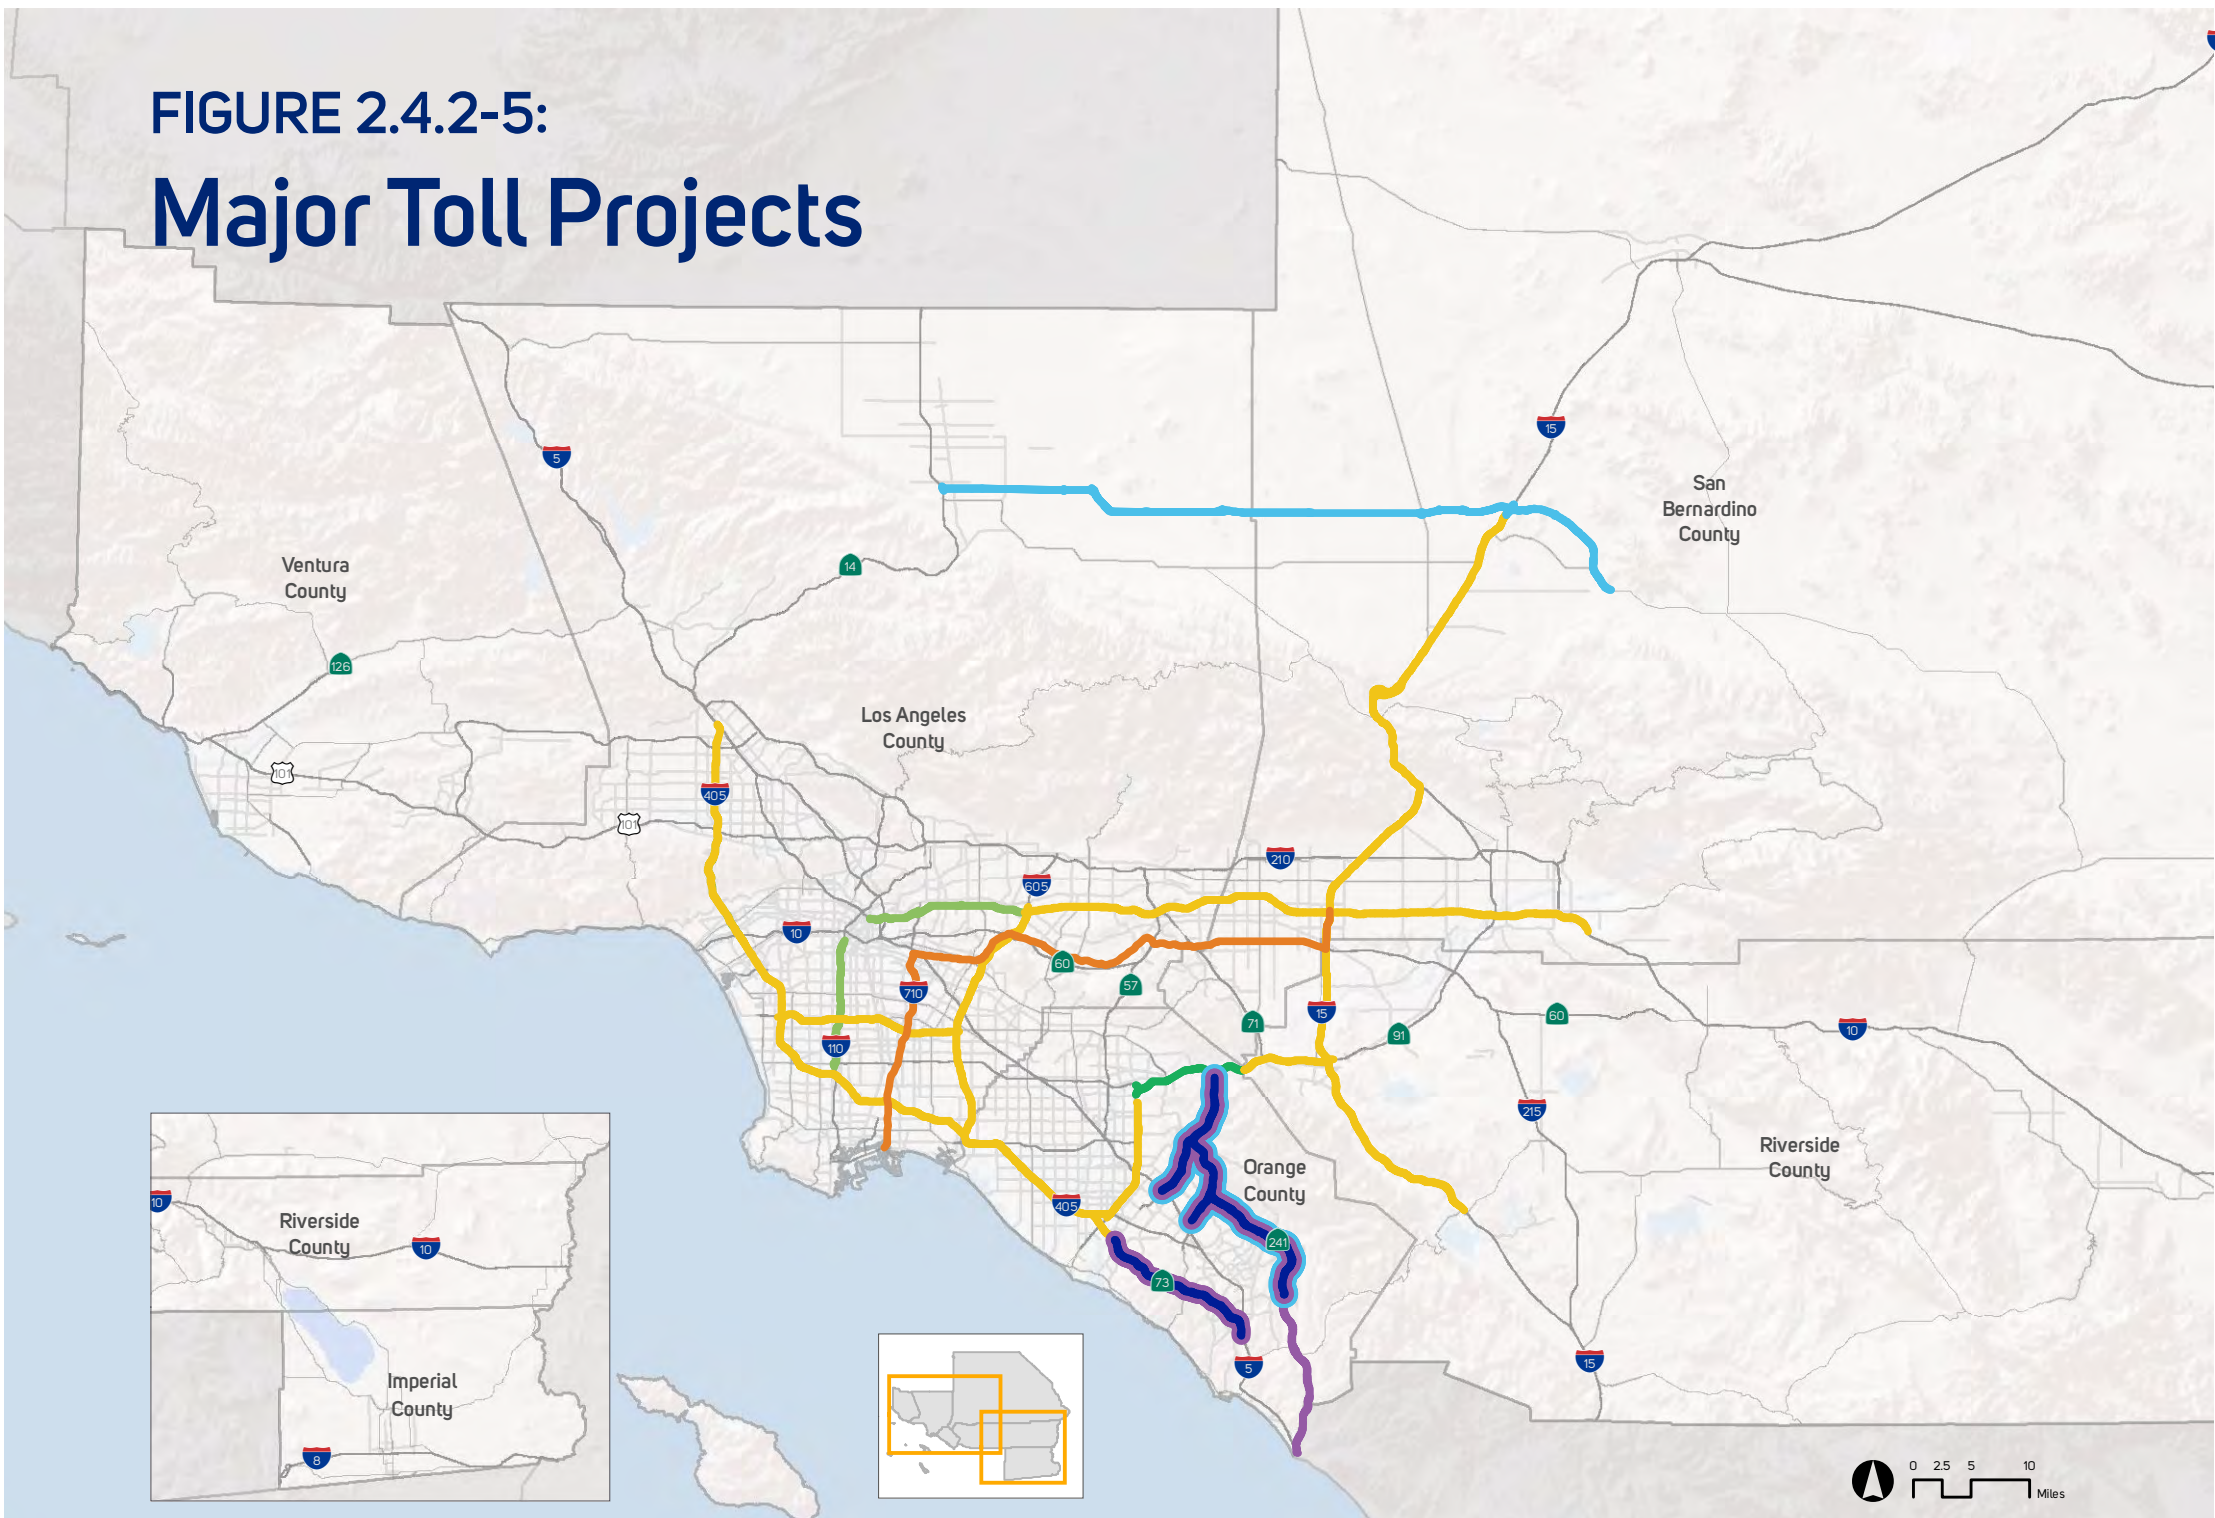 FIGURE 2.4.2-5:
Major Toll Projects
15
5
San
Bernardino
County
Ventura
County
14
126
Los Angeles
County
101
405
101
210
605
10
60
57
710
15
71
91
60
10
110
215
Orange
County
Riverside
County
405
241
73
5
15
10
Riverside
County
10
Imperial
County
8
0 2.5 5 10
Miles